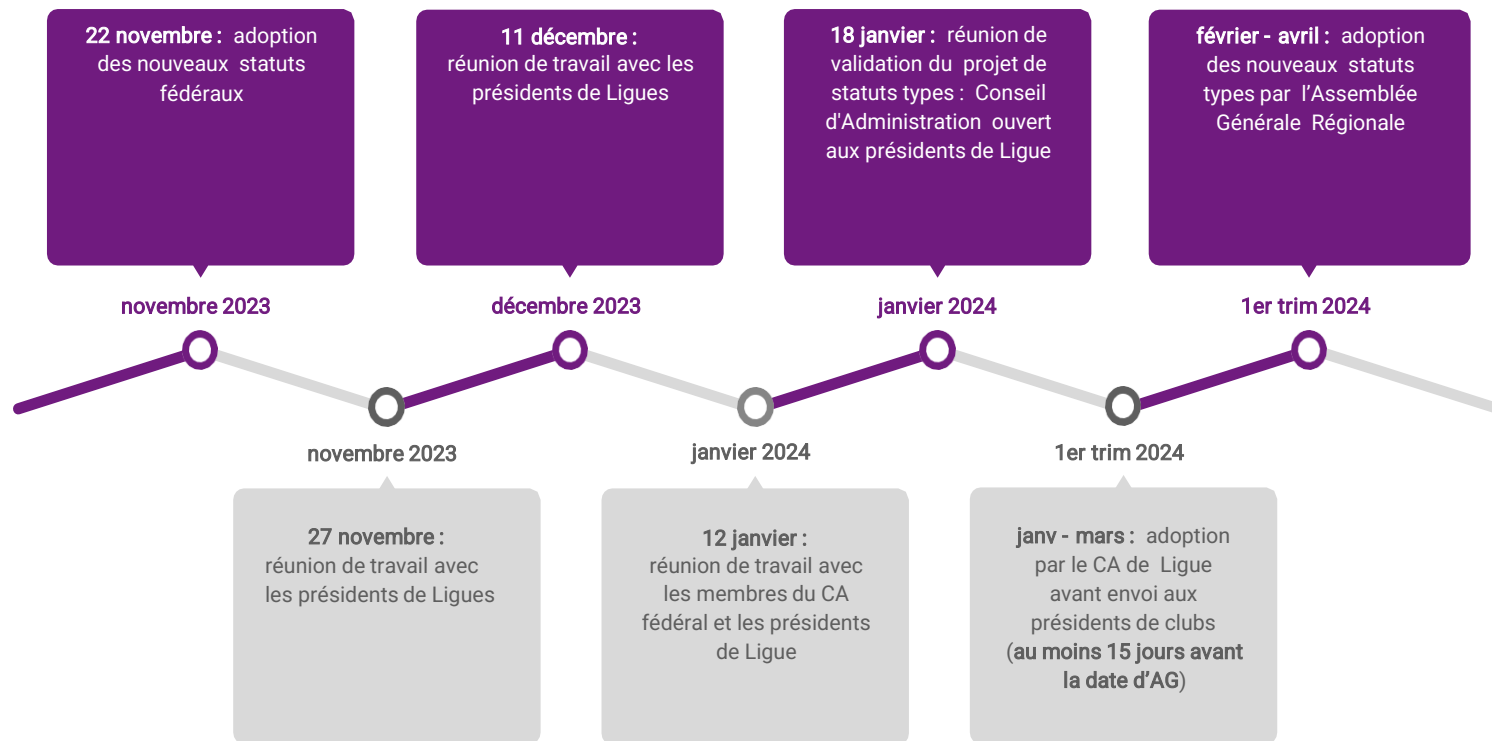 22 novembre : adoption
des nouveaux statuts
fédéraux
11 décembre :
réunion de travail avec les
présidents de Ligues
18 janvier : réunion de
validation du projet de
statuts types : Conseil
d'Administration ouvert
aux présidents de Ligue
février - avril : adoption
des nouveaux statuts
types par l’Assemblée
Générale Régionale
novembre 2023
décembre 2023
janvier 2024
1er trim 2024
novembre 2023
janvier 2024
1er trim 2024
27 novembre :
réunion de travail avec
les présidents de Ligues
12 janvier :
réunion de travail avec
les membres du CA
fédéral et les présidents
de Ligue
janv - mars : adoption
par le CA de Ligue
avant envoi aux
présidents de clubs
(au moins 15 jours avant
la date d’AG)